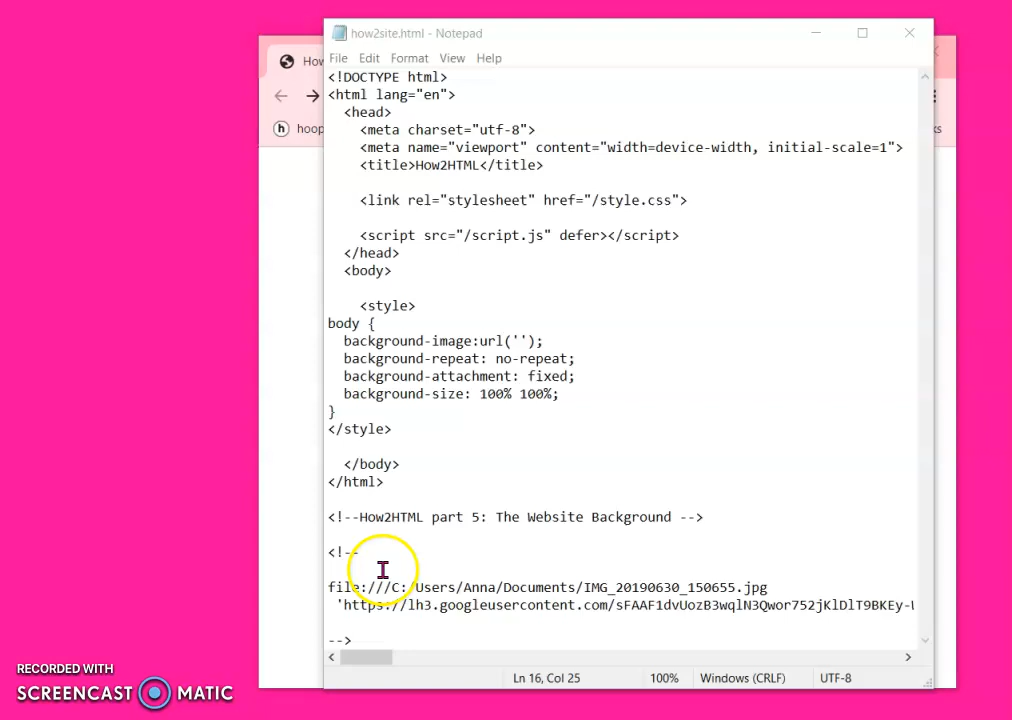 how2site.html - Notepad
How
File Edit Format View Help
hoop
ks
<!DOCTYPE html>
<html lang="en">
<head>
<meta charset="utf-8">
<meta name="viewport" content="width=device-width, initial-scale=1">
<title>How2HTML</title>
<link rel="stylesheet" href="/style.css">
<script src="/script.js" defer></script>
</head>
<body>
<style>
body {
background-image:url('');
background-repeat: no-repeat;
background-attachment: fixed;
background-size: 100% 100%;
}
</style>
</body>
</html>
<!--How2HTML part 5: The Website Background -->
<!--
file:///C:/Users/Anna/Documents/IMG_20190630_150655.jpg
'https://lh3.googleusercontent.com/sFAAF1dvUozB3wqlN3Qwor752jKlDlT9BKEy-
-->
Ln 16, Col 25 100% Windows (CRLF) UTF-8
RECORDED WITH
SCREENCAST MATIC